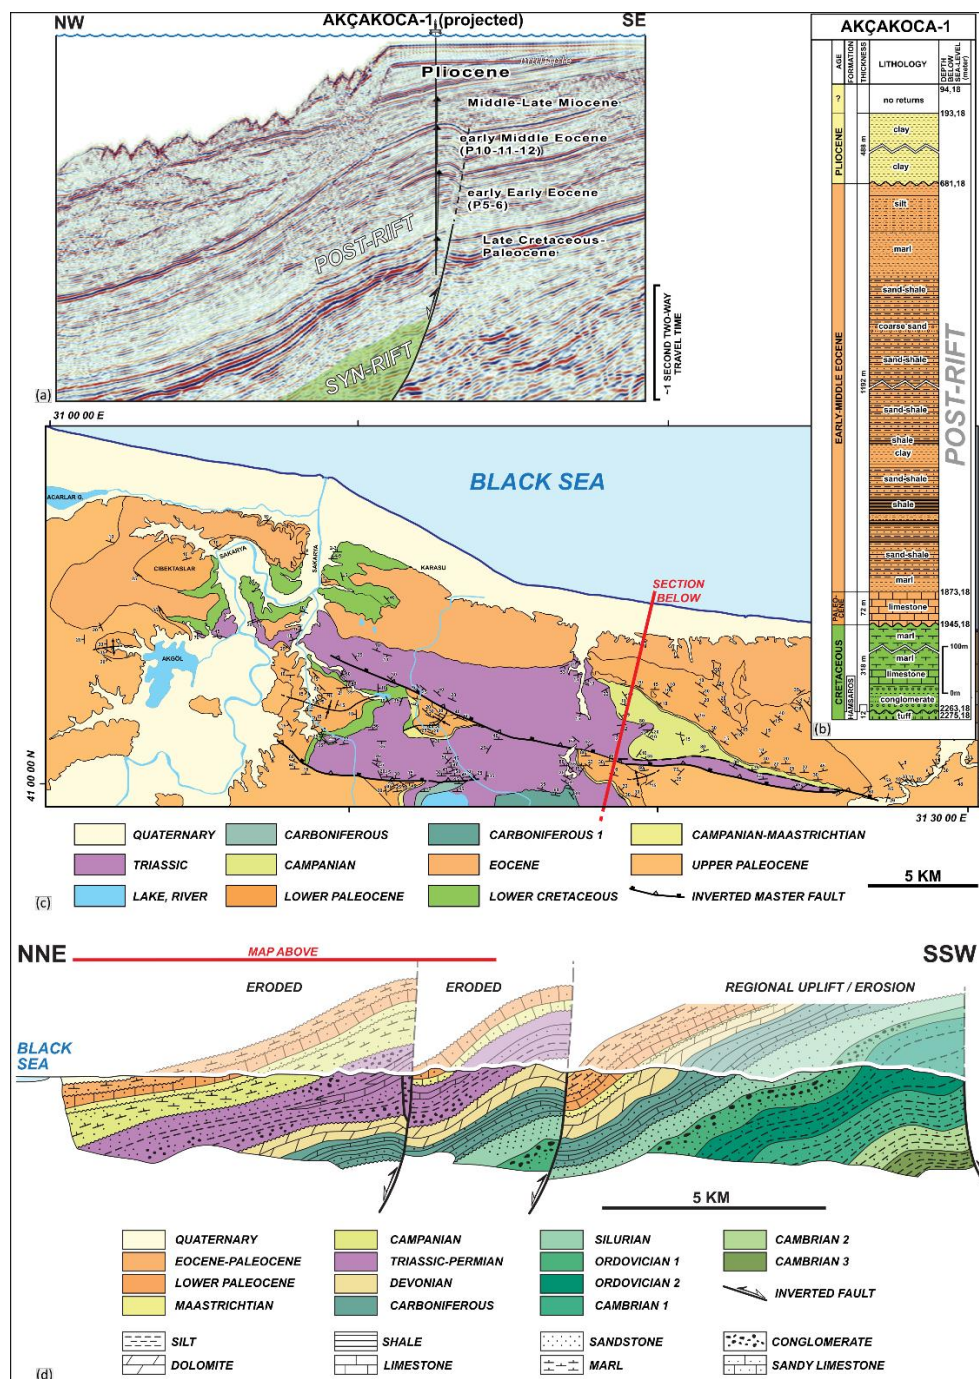 NW
AKÇAKOCA-1 (projected)
SE
Pliocene
Middle-Late Miocene
early Middle Eocene
(P10-11-12))
early Early Eocene
(P5-6)
Late Cretaceous-
Paleocene
POST-RIFT
SYN-RIFT
~1 SECOND TWO-WAY
TRAVEL TIME
(a)
AKÇAKOCA-1
AGE
FORMATION
THICKNESS
LITHOLOGY
DEPTH
BELOW
SEA-LEVEL
(meter)
94,18
?
no returns
193,18
PLIOCENE
488 m
clay
clay
681,18
EARLY-MIDDLE EOCENE
1192 m
silt
marl
sand-shale
coarse sand
sand-shale
sand-shale
shale
clay
sand-shale
shale
sand-shale
marl
1873,18
PALEO-
CENE
72 m
limestone
1945,18
CRETACEOUS
HAMBAROS
318 m
marl
100m
marl
limestone
0m
conglomerate
2263,18
12
tuff
2275,18
POST-RIFT
(b)
31 00 00 E
BLACK SEA
ACARLAR G.
SAKARYA
SAKARYA
CIBEKTASLAR
KARASU
AKGÖL
SECTION
BELOW
41 00 00 N
31 30 00 E
QUATERNARY
CARBONIFEROUS
CARBONIFEROUS 1
CAMPANIAN-MAASTRICHTIAN
TRIASSIC
CAMPANIAN
EOCENE
UPPER PALEOCENE
LAKE, RIVER
LOWER PALEOCENE
LOWER CRETACEOUS
INVERTED MASTER FAULT
5 KM
(c)
NNE
MAP ABOVE
SSW
ERODED
ERODED
REGIONAL UPLIFT / EROSION
BLACK
SEA
5 KM
QUATERNARY
CAMPANIAN
SILURIAN
CAMBRIAN 2
EOCENE-PALEOCENE
TRIASSIC-PERMIAN
ORDOVICIAN 1
CAMBRIAN 3
LOWER PALEOCENE
DEVONIAN
ORDOVICIAN 2
INVERTED FAULT
MAASTRICHTIAN
CARBONIFEROUS
CAMBRIAN 1
SILT
SHALE
SANDSTONE
CONGLOMERATE
DOLOMITE
LIMESTONE
MARL
SANDY LIMESTONE
(d)